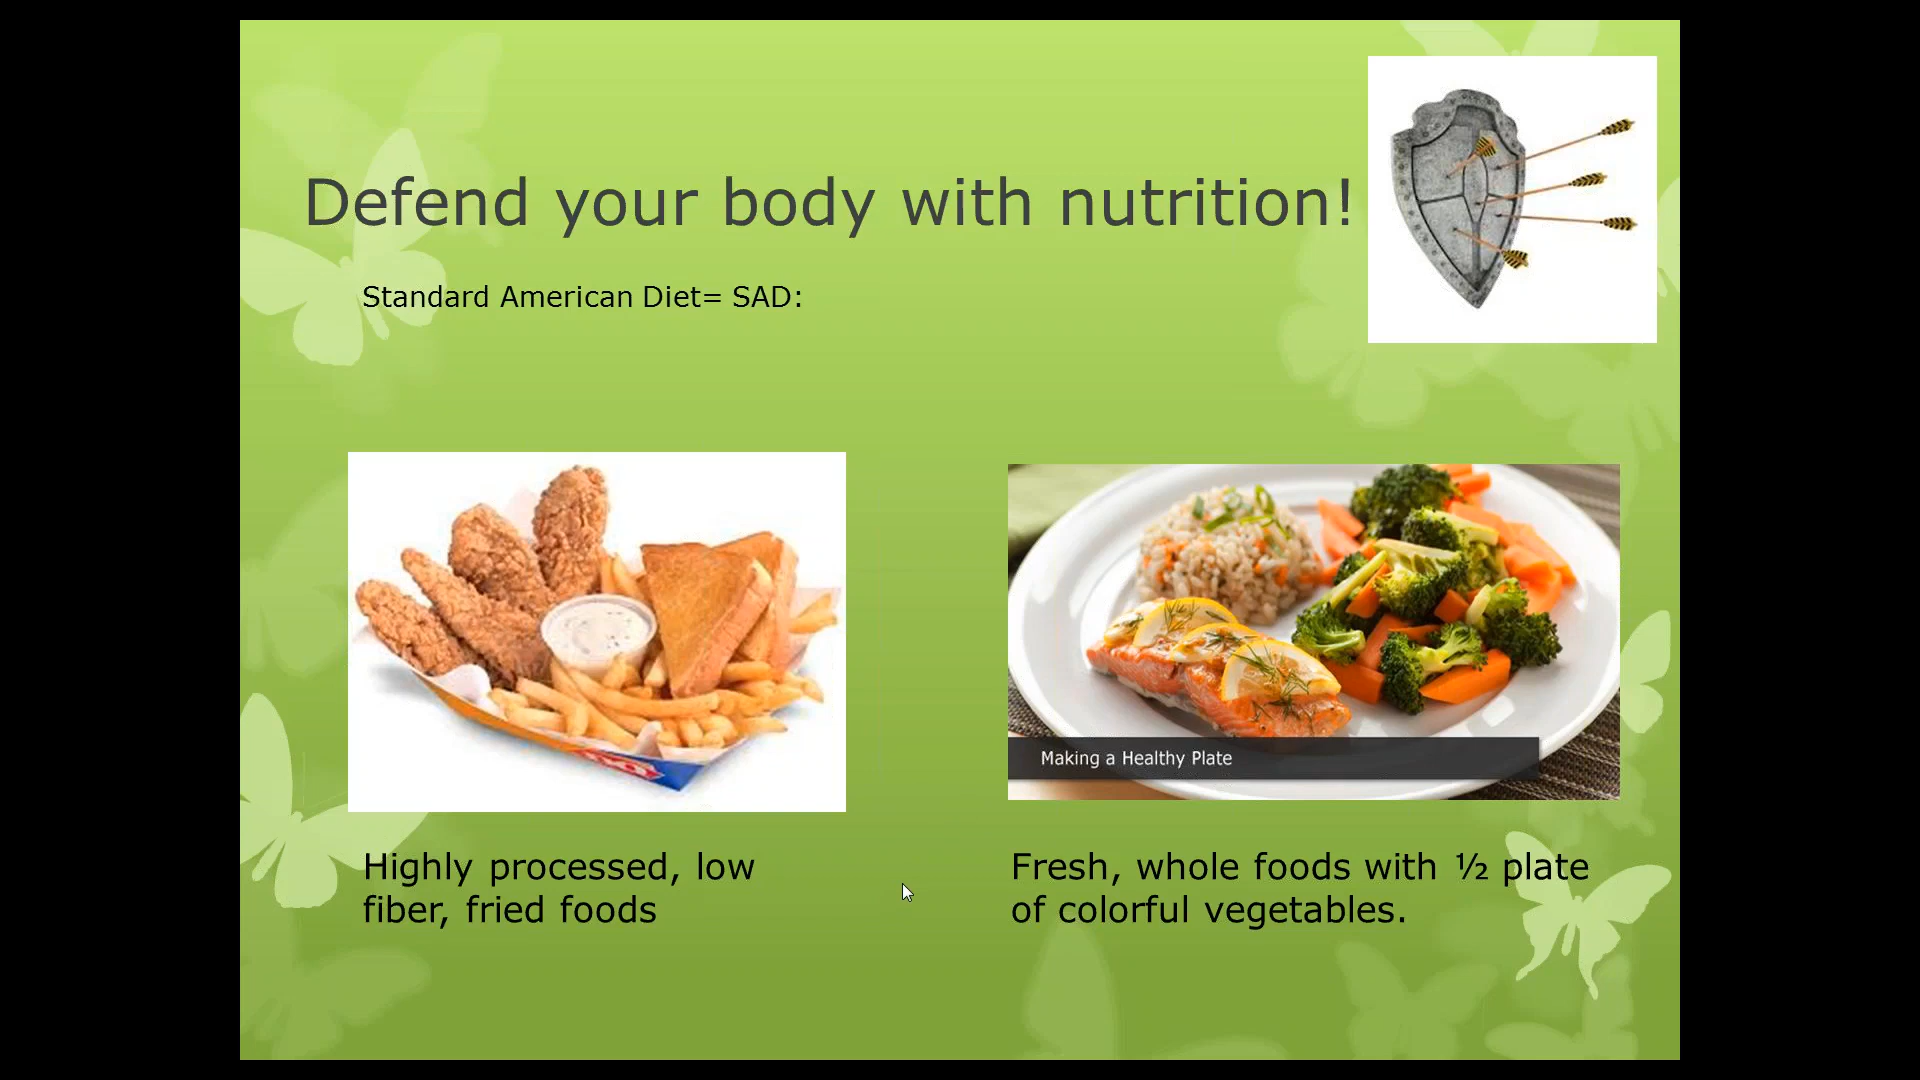 Defend your body with nutrition!
Standard American Diet= SAD:
Making a Healthy Plate
Highly processed, low
fiber, fried foods
Fresh, whole foods with ½ plate
of colorful vegetables.